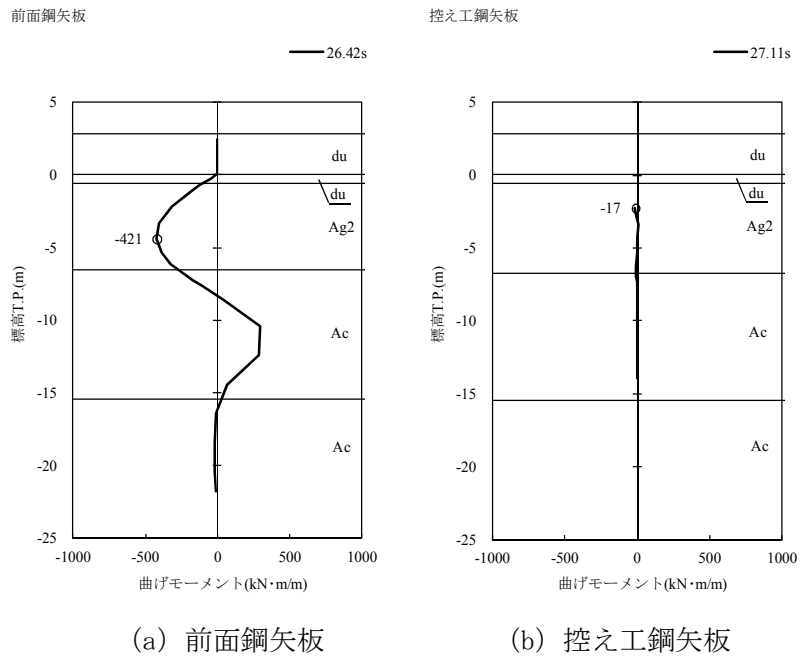 前面鋼矢板
26.42s
5
0
-5
-10
-15
-20
-25
標高T.P.(m)
du
du
Ag2
Ac
Ac
-421
-1000 -500 0 500 1000
曲げモーメント(kN･m/m)
(a) 前面鋼矢板
控え工鋼矢板
27.11s
5
0
-5
-10
-15
-20
-25
標高T.P.(m)
du
du
Ag2
Ac
Ac
-17
-1000 -500 0 500 1000
曲げモーメント(kN･m/m)
(b) 控え工鋼矢板